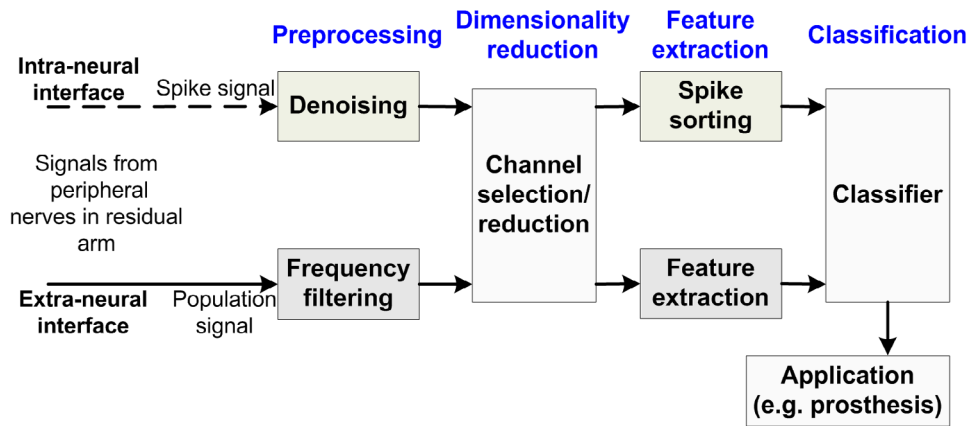 Preprocessing
Dimensionality
reduction
Feature
extraction
Classification
Intra-neural
interface
Spike signal
Denoising
Spike
sorting
Signals from
peripheral
nerves in residual
arm
Channel
selection/
reduction
Classifier
Extra-neural
interface
Population
signal
Frequency
filtering
Feature
extraction
Application
(e.g. prosthesis)